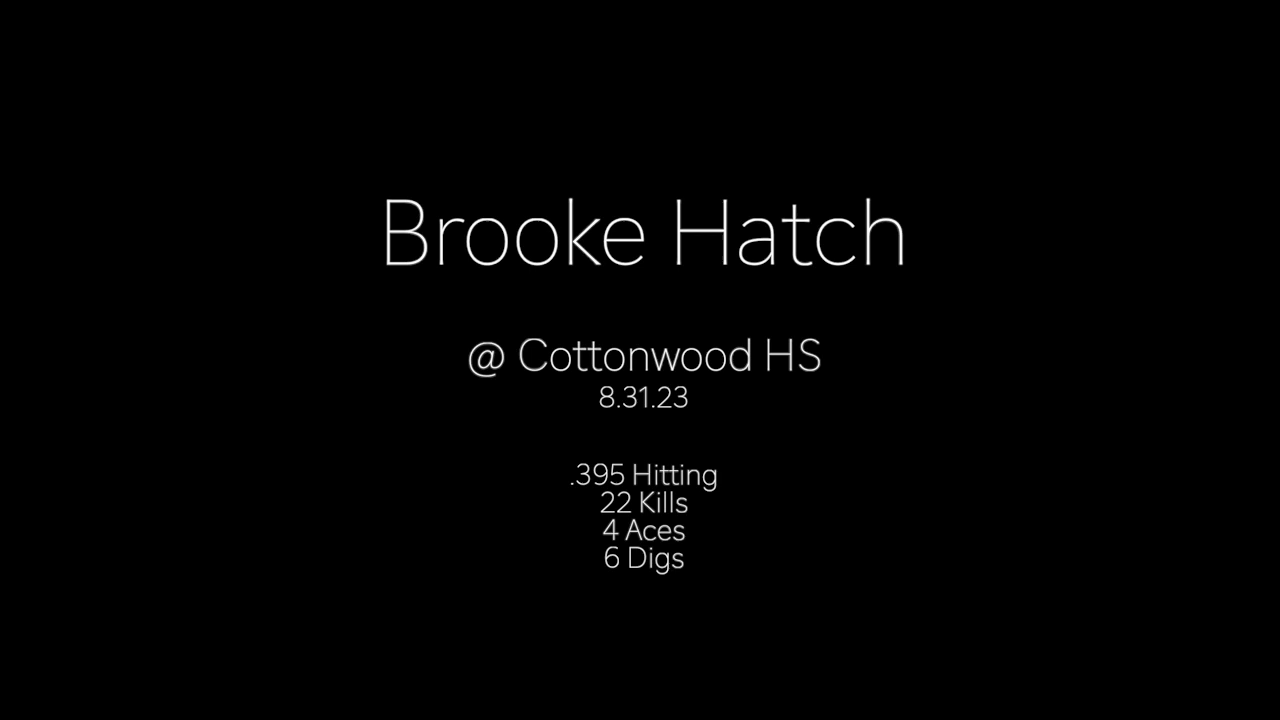 Brooke Hatch
@ Cottonwood HS
8.31.23
.395 Hitting
22 Kills
4 Aces
6 Digs